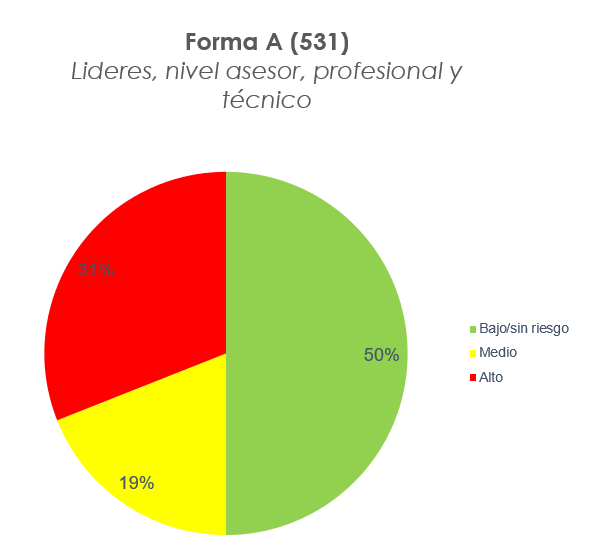 Forma A (531)
Lideres, nivel asesor, profesional y
técnico
31%
50%
19%
Bajo/sin riesgo
Medio
Alto